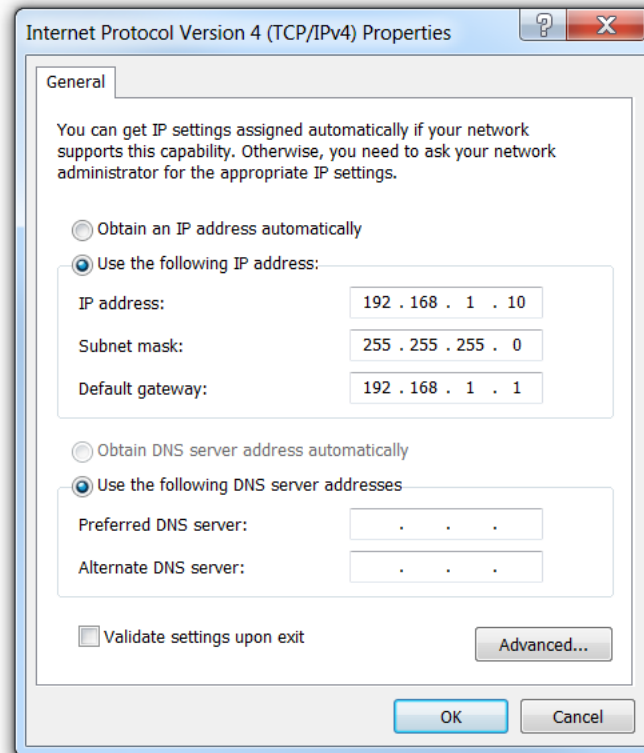 Internet Protocol Version 4 (TCP/IPv4) Properties
General
You can get IP settings assigned automatically if your network
supports this capability. Otherwise, you need to ask your network
administrator for the appropriate IP settings.
Obtain an IP address automatically
Use the following IP address:
IP address: 192 . 168 . 1 . 10
Subnet mask: 255 . 255 . 255 . 0
Default gateway: 192 . 168 . 1 . 1
Obtain DNS server address automatically
Use the following DNS server addresses
Preferred DNS server: . . .
Alternate DNS server: . . .
Validate settings upon exit
Advanced...
OK Cancel